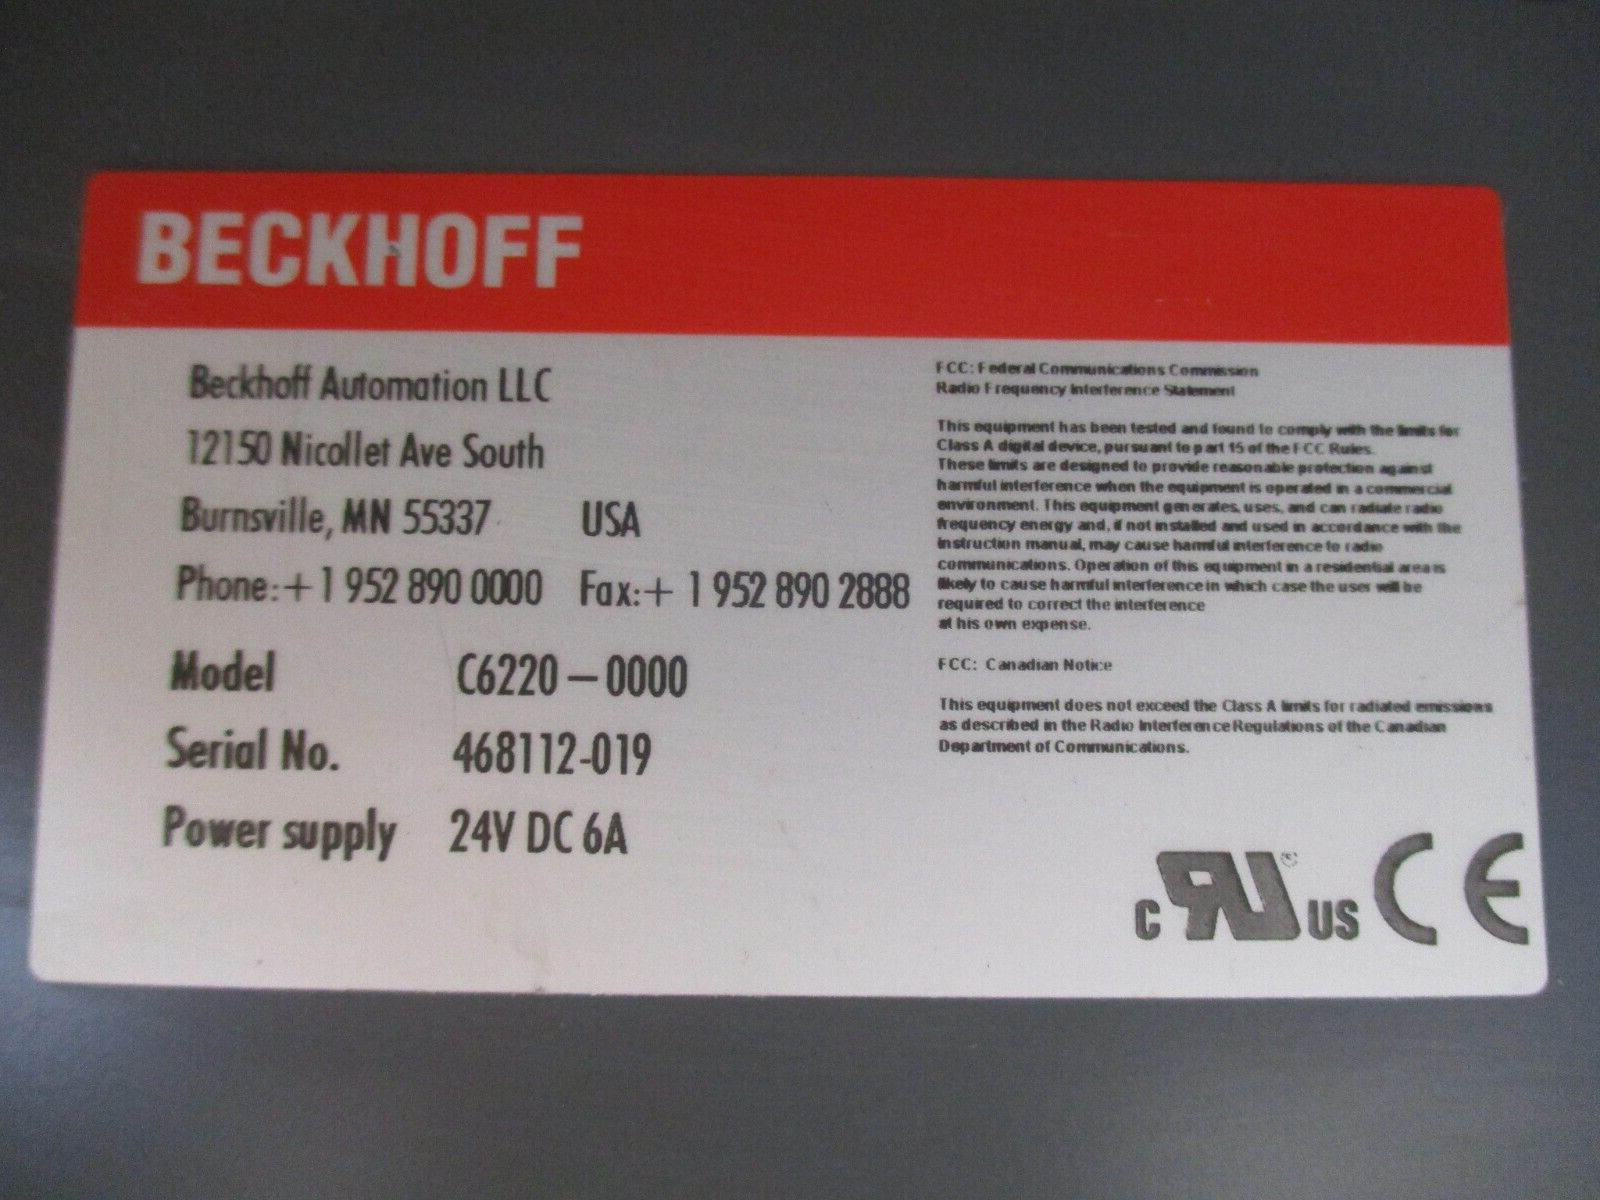 BECKHOFF
Beckhoff Automation LLC
12150 Nicollet Ave South
Burnsville, MN 55337 USA
Phone:+ 1 952 890 0000 Fax:+ 1 952 890 2888
Model C6220 – 0000
Serial No. 468112-019
Power supply 24V DC 6A
FCC: Federal Communications Commission
Radio Frequency Interference Statement
This equipment has been tested and found to comply with the limits for
Class A digital device, pursuant to part 15 of the FCC Rules.
These limits are designed to provide reasonable protection against
harmful interference when the equipment is operated in a commercial
environment. This equipment generates, uses, and can radiate radio
frequency energy and, if not installed and used in accordance with the
instruction manual, may cause harmful interference to radio
communications. Operation of this equipment in a residential area is
likely to cause harmful interference in which case the user will be
required to correct the interference
at his own expense.
FCC: Canadian Notice
This equipment does not exceed the Class A limits for radiated emissions
as described in the Radio Interference Regulations of the Canadian
Department of Communications.
C RU® US CE